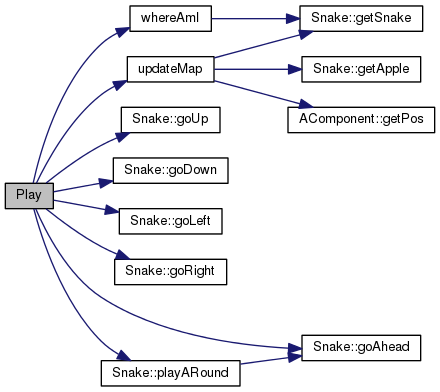 whereAmI
Snake::getSnake
updateMap
Snake::getApple
AComponent::getPos
Snake::goUp
Snake::goDown
Play
Snake::goLeft
Snake::goRight
Snake::goAhead
Snake::playARound